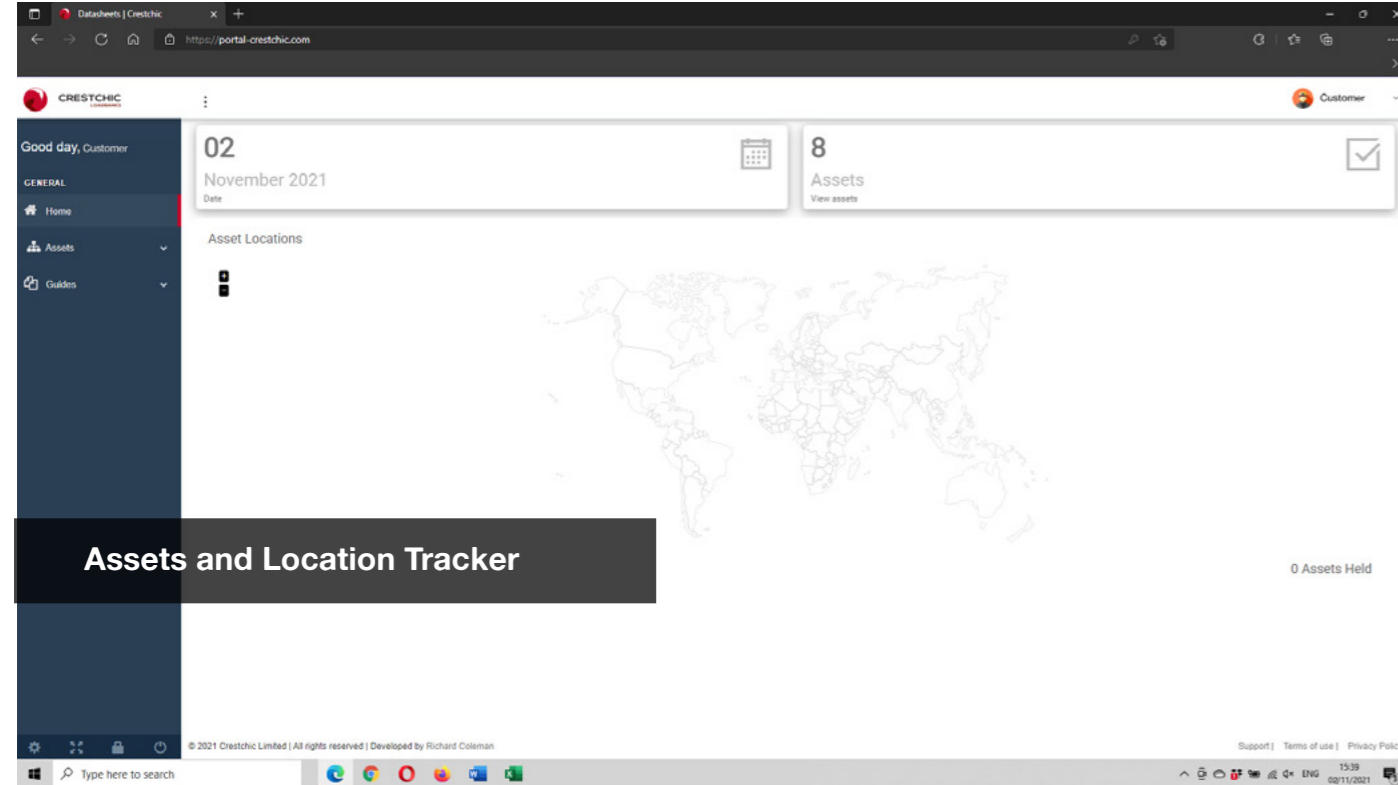 Datasheets | Crestchic
https://portal-crestchic.com
CRESTCHIC
LOADBANKS
Customer
Good day, Customer
02
November 2021
Date
8
Assets
View assets
GENERAL
Home
Assets
Guides
Asset Locations
+
-
Assets and Location Tracker
0 Assets Held
© 2021 Crestchic Limited | All rights reserved | Developed by Richard Coleman
Support | Terms of use | Privacy Polic
Type here to search
ENG
15:39
02/11/2021